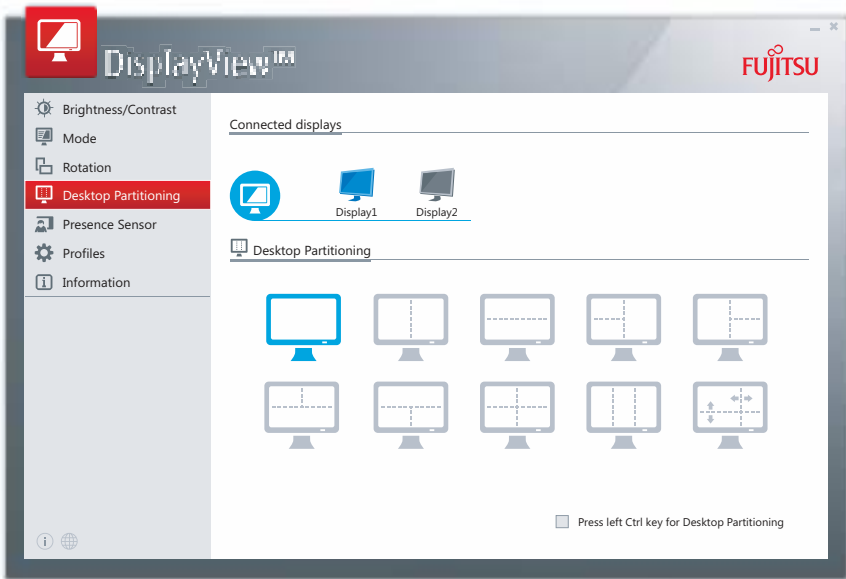 DisplayView™
FUJITSU
Brightness/Contrast
Mode
Rotation
Desktop Partitioning
Presence Sensor
Profiles
Information
Connected displays
Display1 Display2
Desktop Partitioning
Press left Ctrl key for Desktop Partitioning